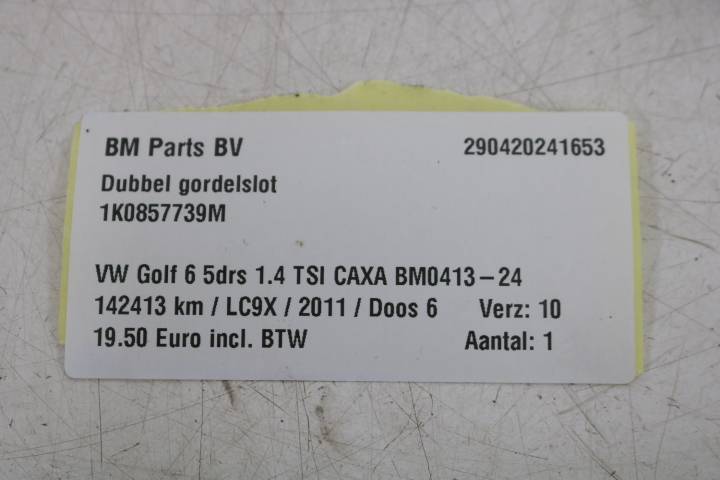 BM Parts BV 290420241653
Dubbel gordelslot
1K0857739M
VW Golf 6 5drs 1.4 TSI CAXA BM0413-24
142413 km / LC9X / 2011 / Doos 6 Verz: 10
19.50 Euro incl. BTW Aantal: 1